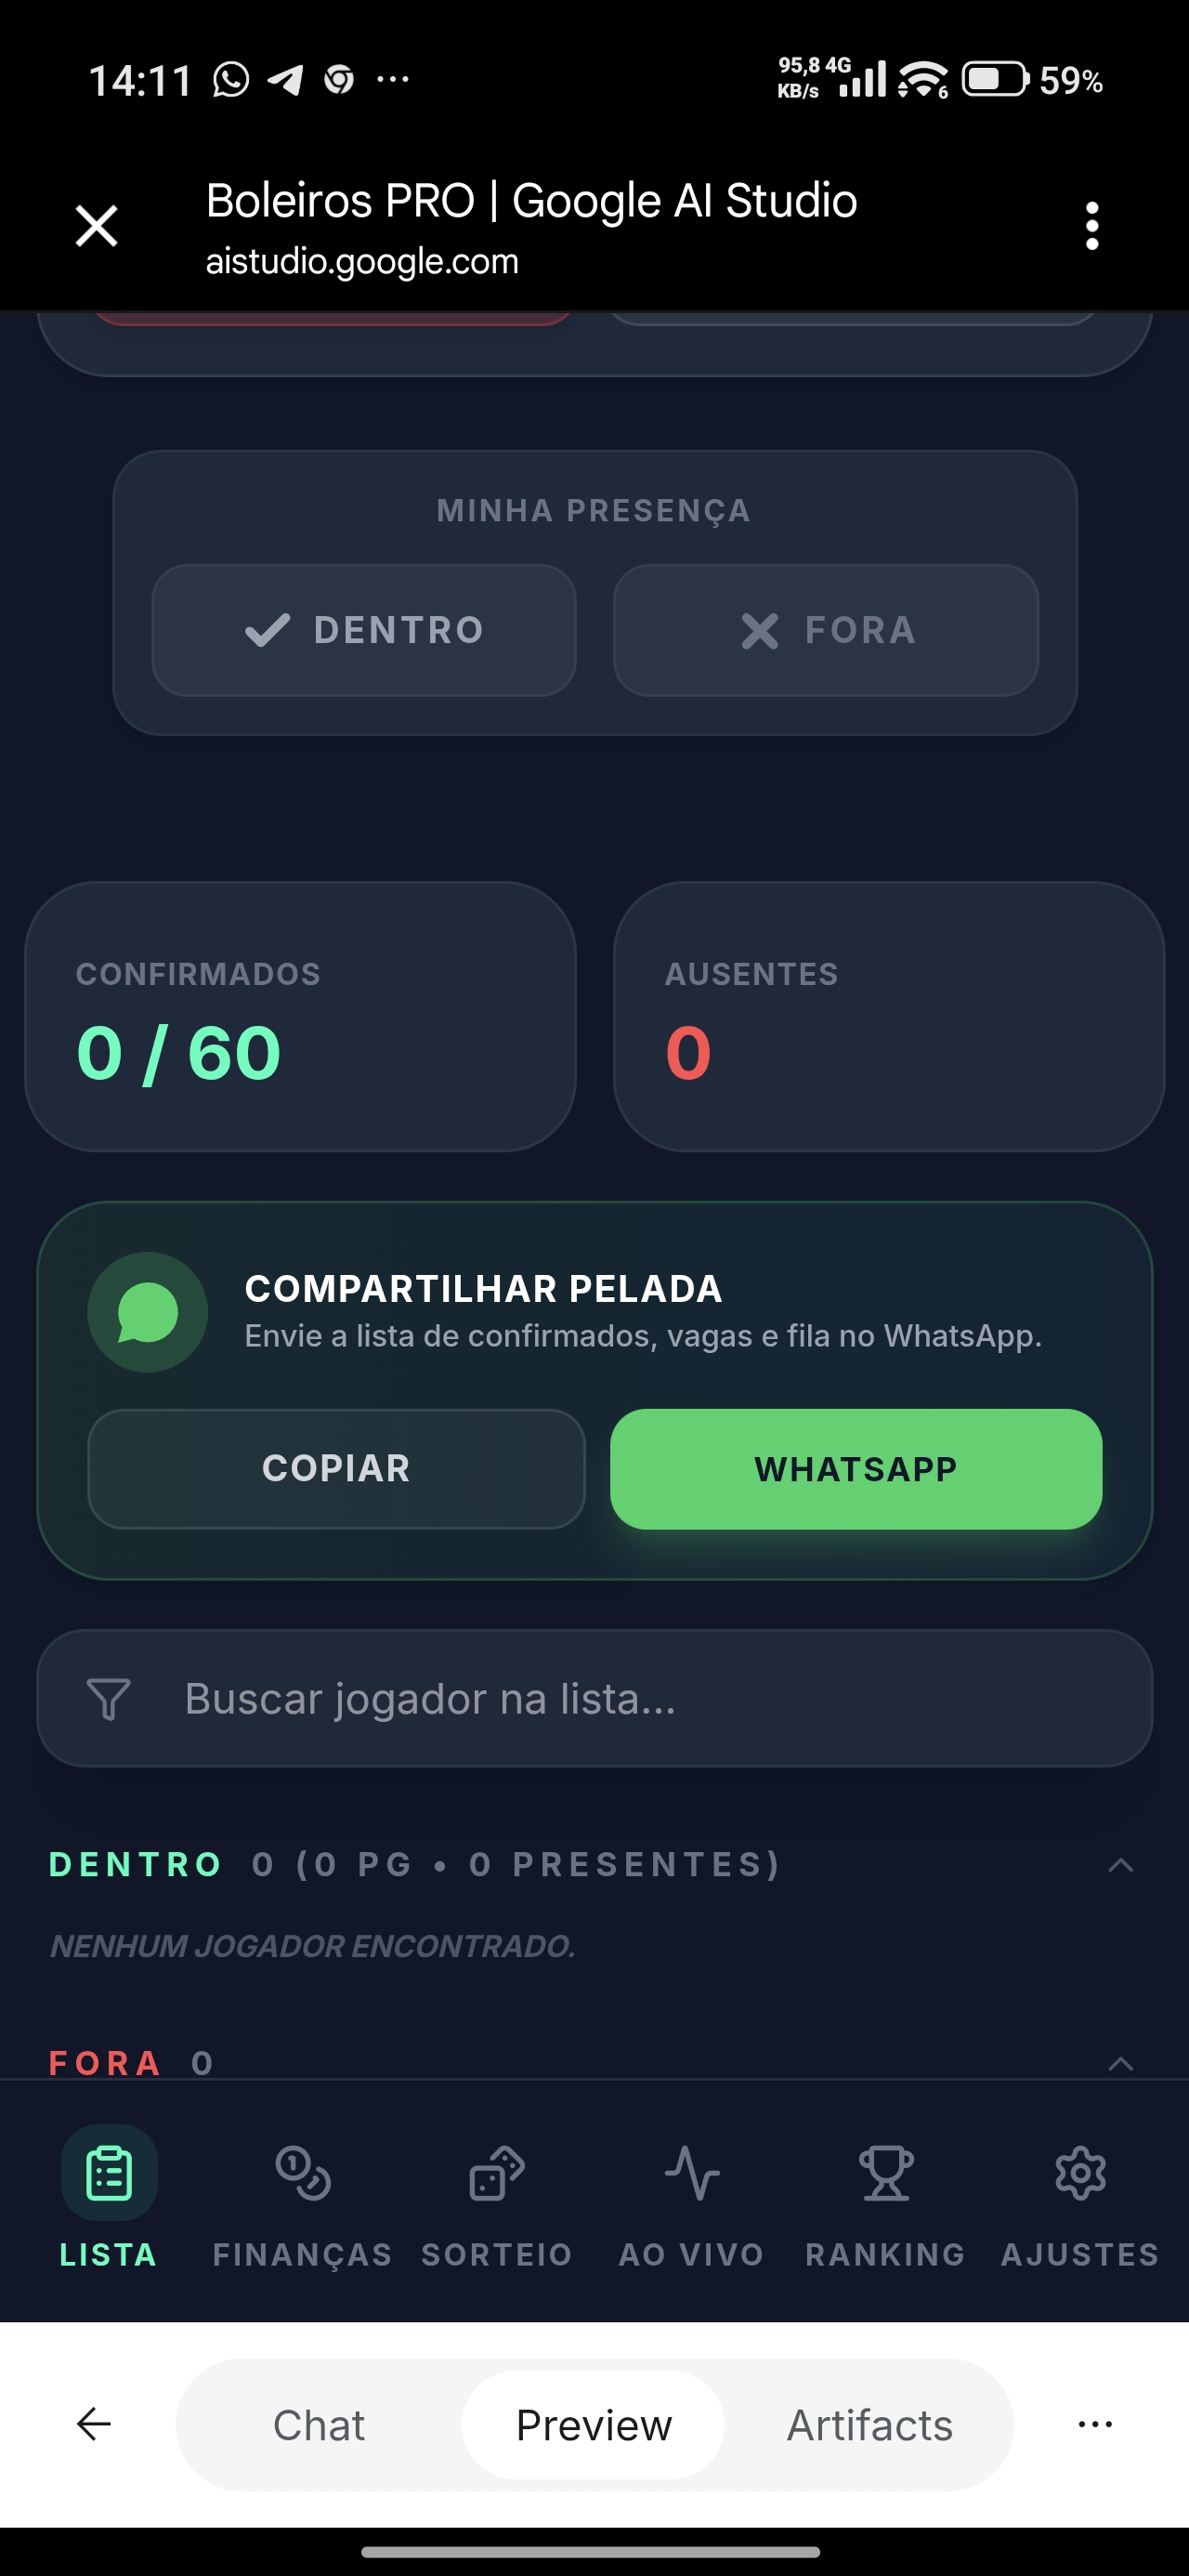 14:11
95,8 4G
KB/s
6
59%
Boleiros PRO | Google AI Studio
aistudio.google.com
MINHA PRESENÇA
DENTRO
FORA
CONFIRMADOS
0 / 60
AUSENTES
0
COMPARTILHAR PELADA
Envie a lista de confirmados, vagas e fila no WhatsApp.
COPIAR
WHATSAPP
Buscar jogador na lista...
DENTRO 0 (0 PG • 0 PRESENTES)
NENHUM JOGADOR ENCONTRADO.
FORA 0
LISTA
FINANÇAS
SORTEIO
AO VIVO
RANKING
AJUSTES
Chat
Preview
Artifacts